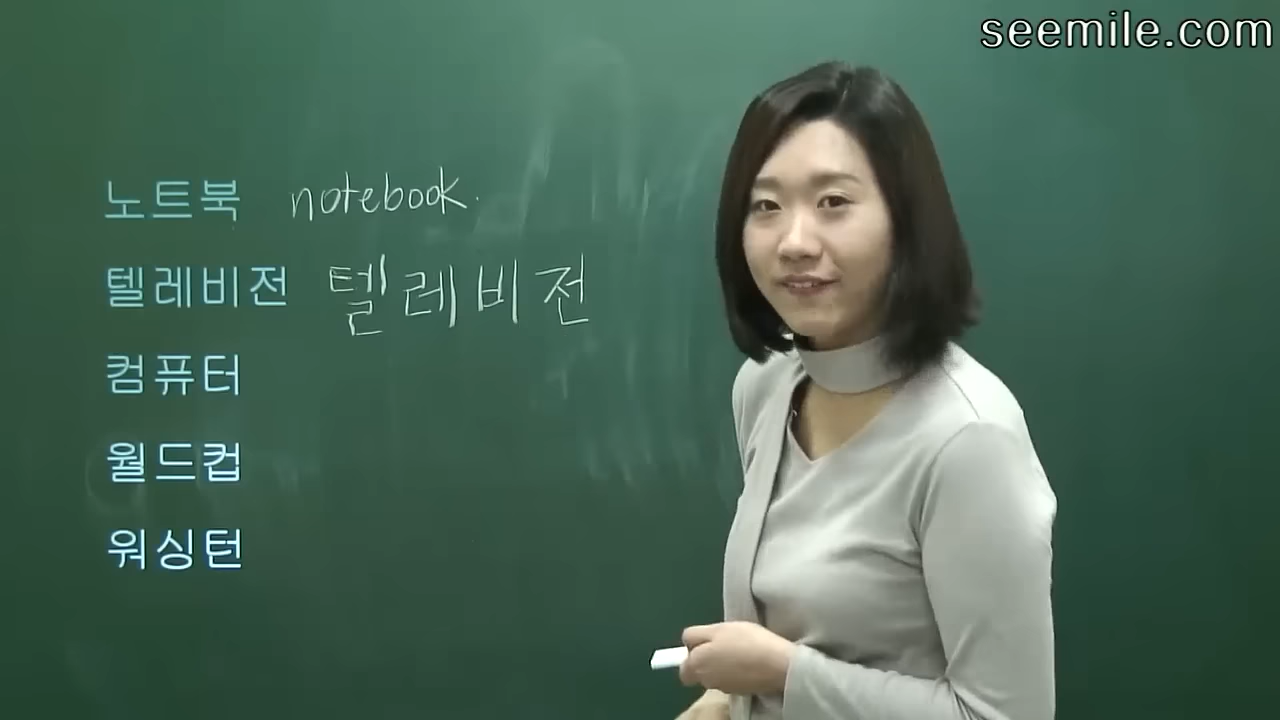 seemile.com
노트북 notebook.
텔레비전 텔레비전
컴퓨터
월드컵
워싱턴